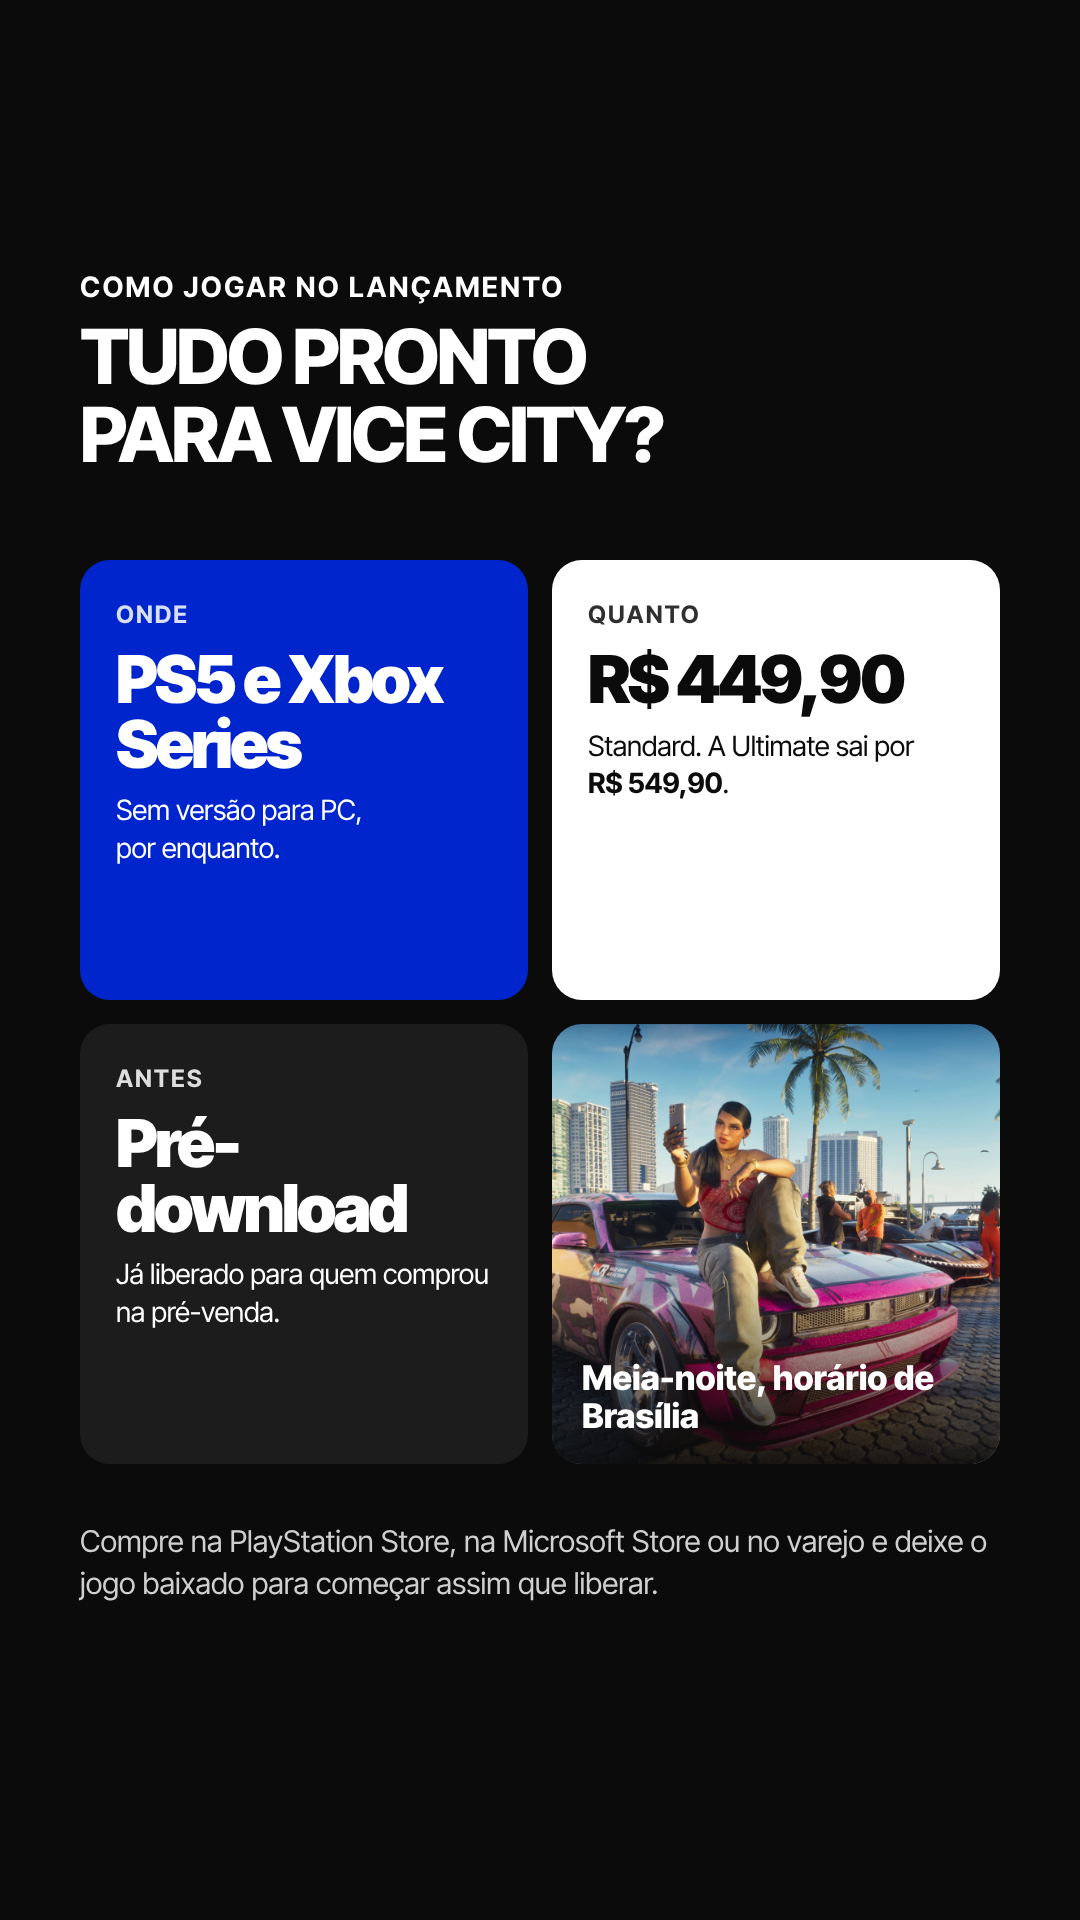 COMO JOGAR NO LANÇAMENTO
TUDO PRONTO
PARA VICE CITY?
ONDE
PS5 e Xbox
Series
Sem versão para PC,
por enquanto.
QUANTO
R$ 449,90
Standard. A Ultimate sai por
R$ 549,90.
ANTES
Pré-
download
Já liberado para quem comprou
na pré-venda.
Meia-noite, horário de
Brasília
Compre na PlayStation Store, na Microsoft Store ou no varejo e deixe o
jogo baixado para começar assim que liberar.